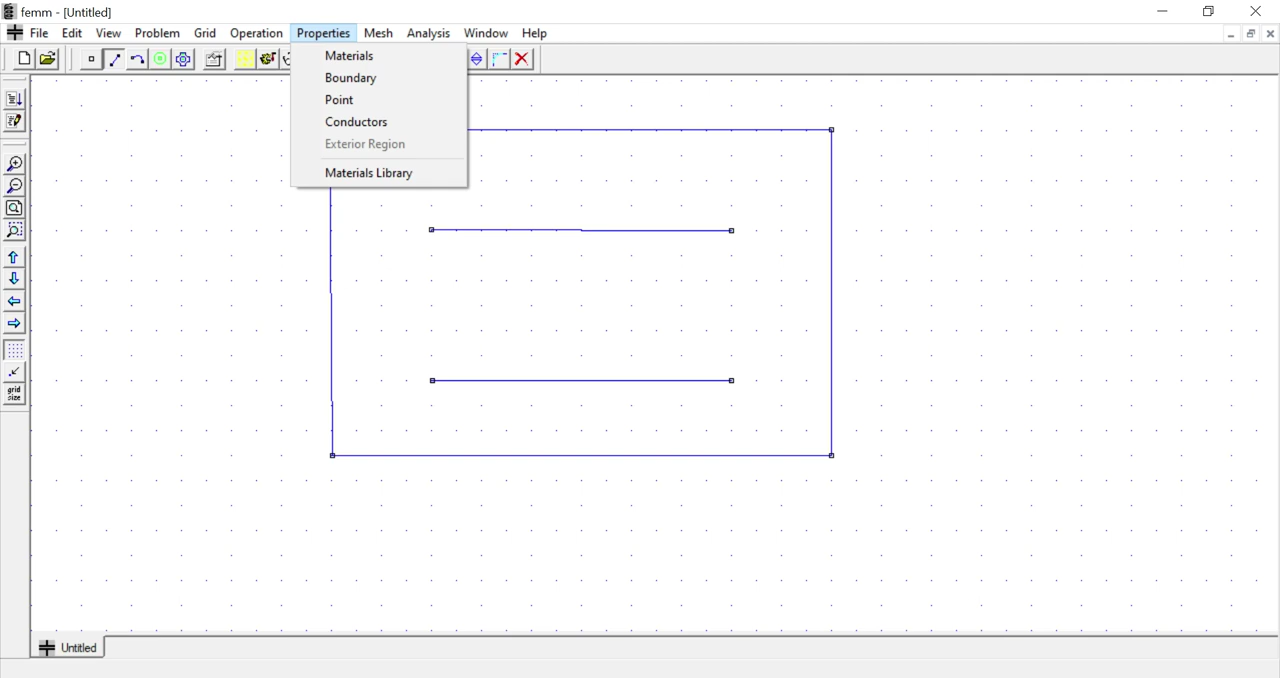 femm - [Untitled]
File Edit View Problem Grid Operation Properties Mesh Analysis Window Help
Materials
Boundary
Point
Conductors
Exterior Region
Materials Library
grid
size
Untitled